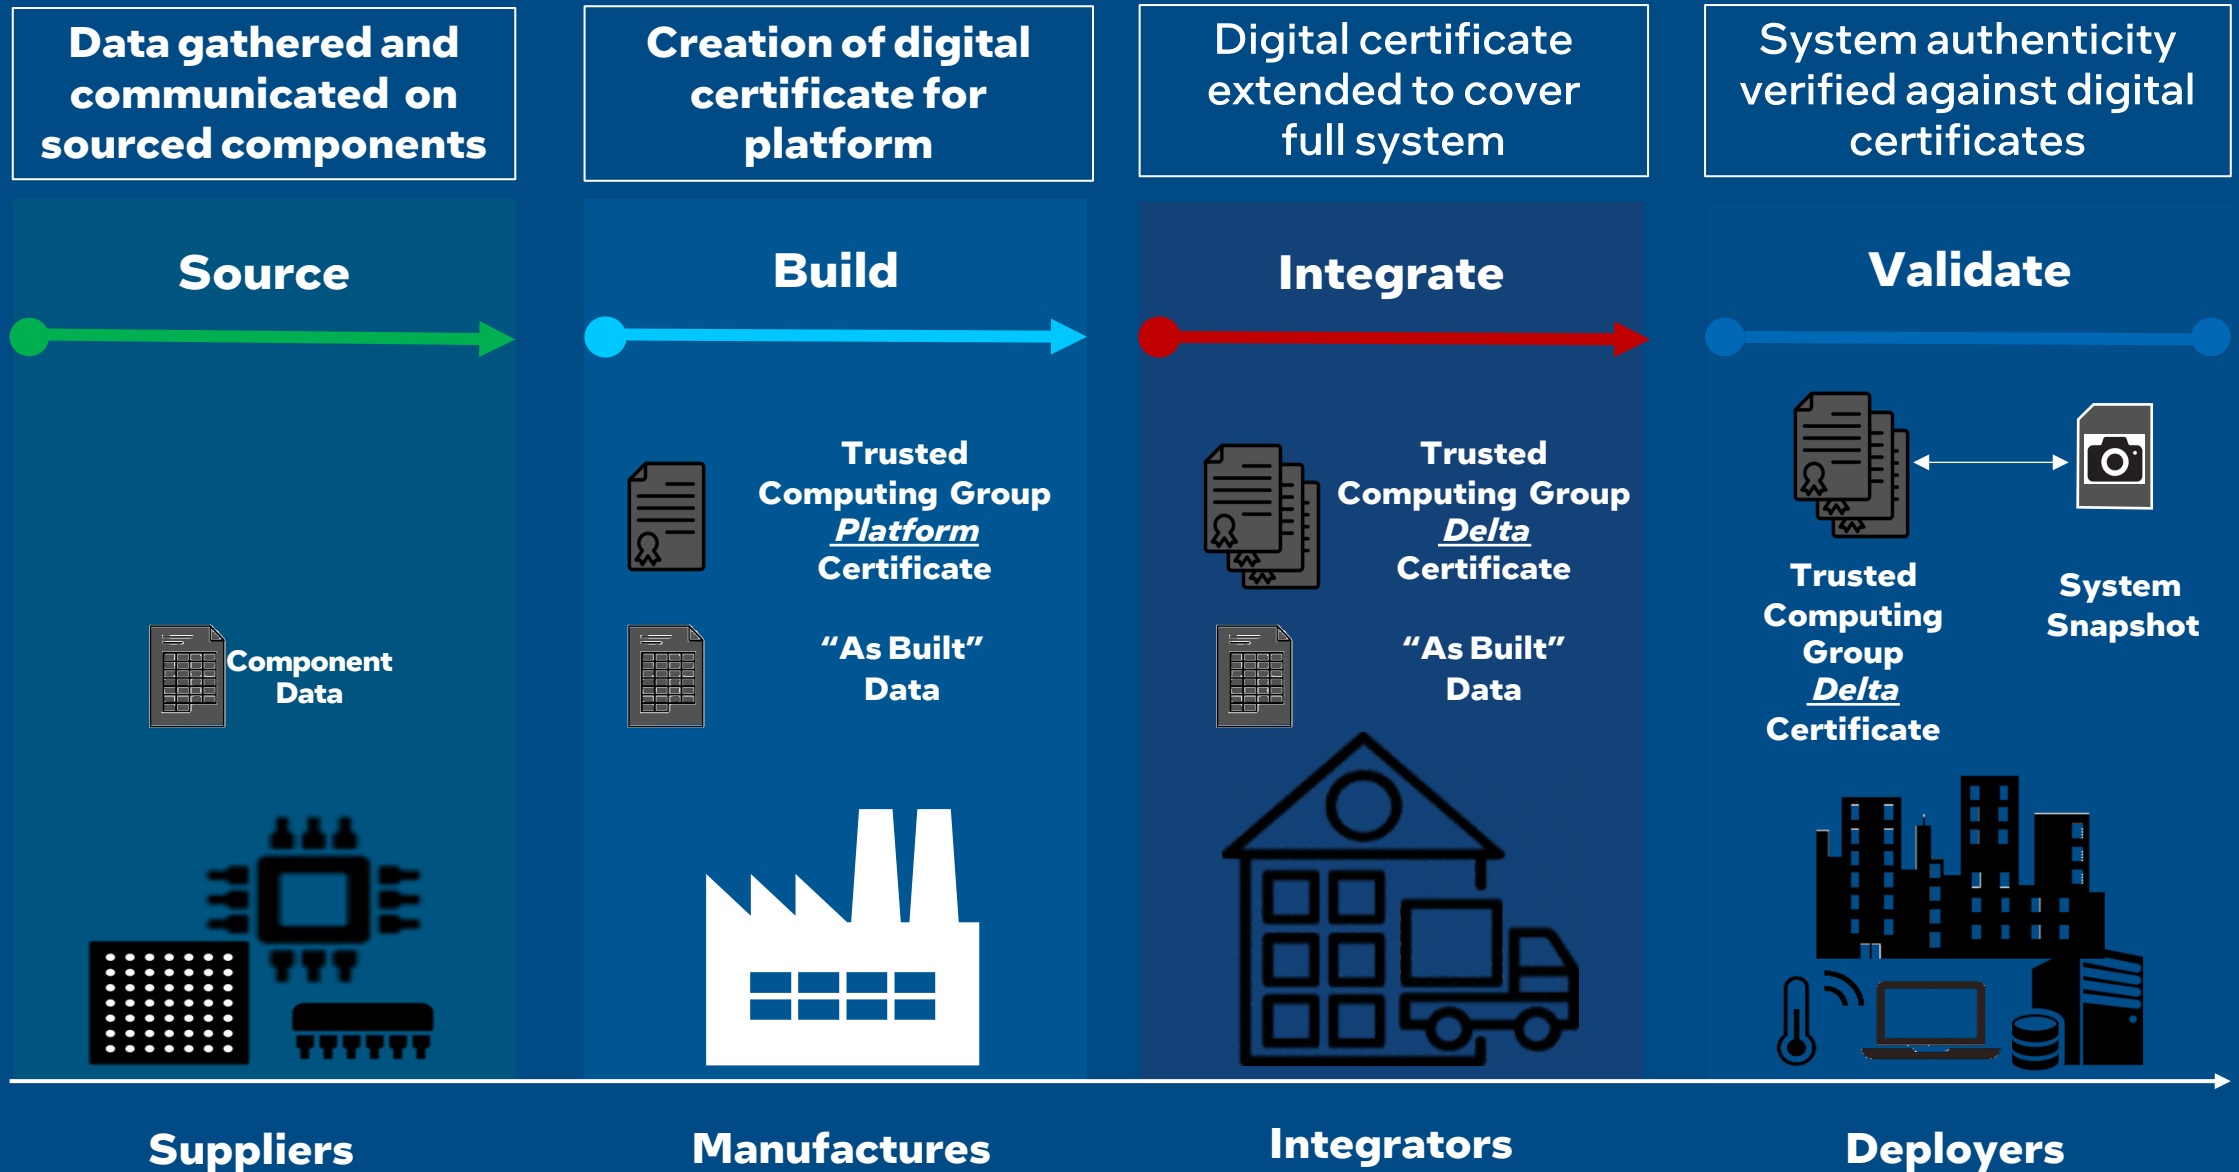 Data gathered and
communicated on
sourced components
Creation of digital
certificate for
platform
Digital certificate
extended to cover
full system
System authenticity
verified against digital
certificates
Source
Build
Integrate
Validate
Component
Data
Trusted
Computing Group
Platform
Certificate
“As Built”
Data
Trusted
Computing Group
Delta
Certificate
“As Built”
Data
Trusted
Computing
Group
Delta
Certificate
System
Snapshot
Suppliers
Manufactures
Integrators
Deployers